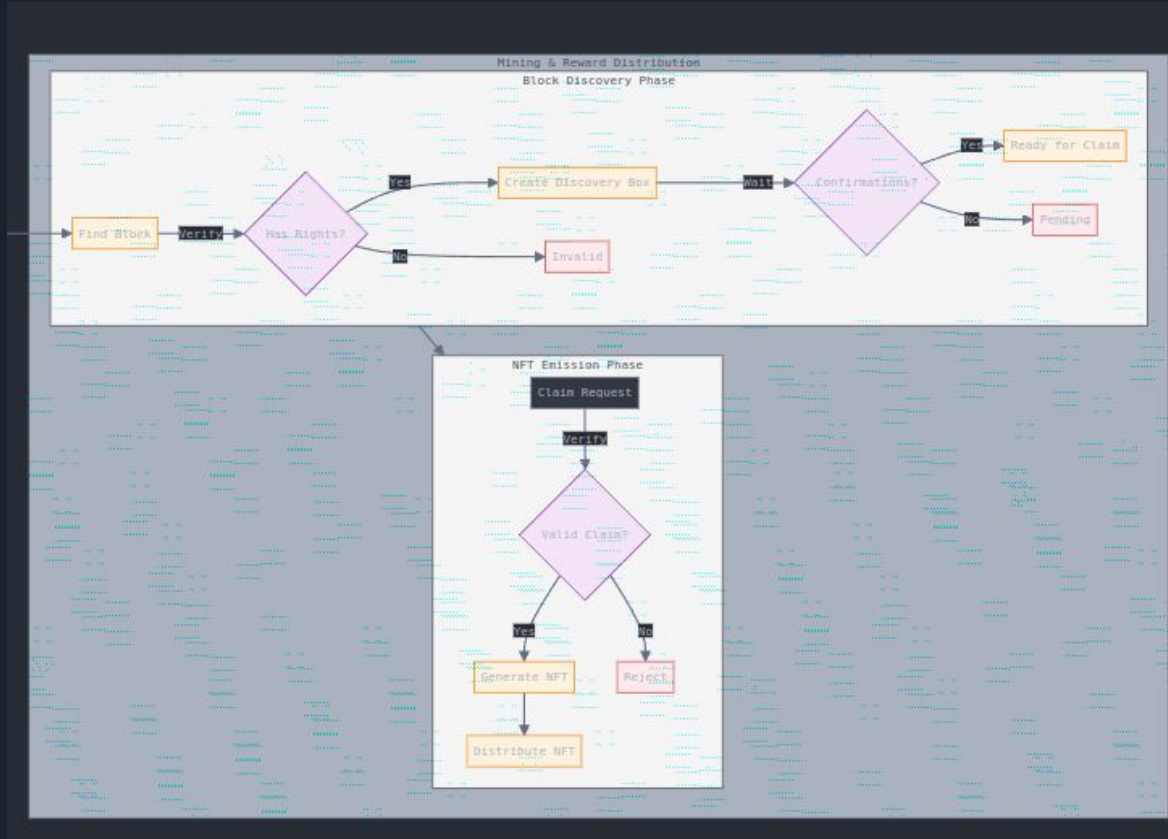 Mining & Reward Distribution
Block Discovery Phase
Find Block
Verify
Has Rights?
Yes
No
Create Discovery Box
Invalid
Wait
Confirmations?
Yes
No
Ready for Claim
Pending
NFT Emission Phase
Claim Request
Verify
Valid Claim?
Yes
No
Generate NFT
Reject
Distribute NFT